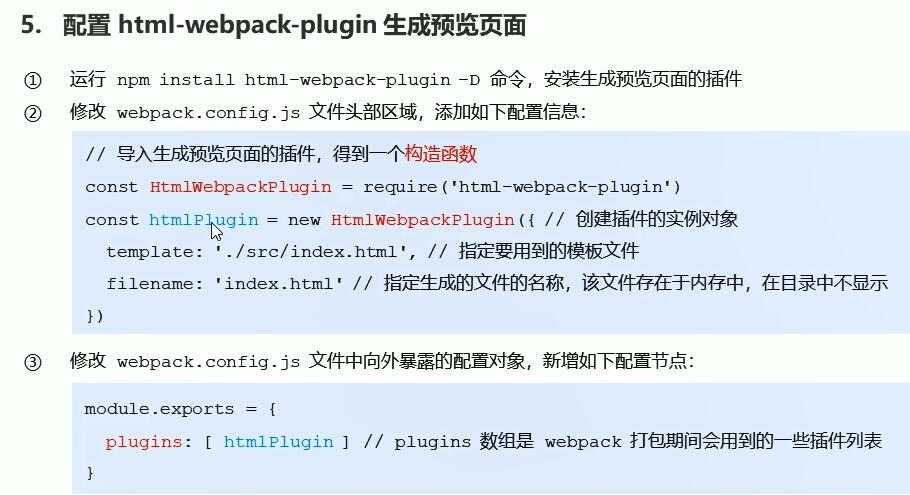 5. 配置 html-webpack-plugin 生成预览页面
① 运行 npm install html-webpack-plugin –D 命令，安装生成预览页面的插件
② 修改 webpack.config.js 文件头部区域，添加如下配置信息：
// 导入生成预览页面的插件，得到一个构造函数
const HtmlWebpackPlugin = require('html-webpack-plugin')
const htmlPlugin = new HtmlWebpackPlugin({ // 创建插件的实例对象
template: './src/index.html', // 指定要用到的模板文件
filename: 'index.html' // 指定生成的文件的名称，该文件存在于内存中，在目录中不显示
})
③ 修改 webpack.config.js 文件中向外暴露的配置对象，新增如下配置节点：
module.exports = {
plugins: [ htmlPlugin ] // plugins 数组是 webpack 打包期间会用到的一些插件列表
}